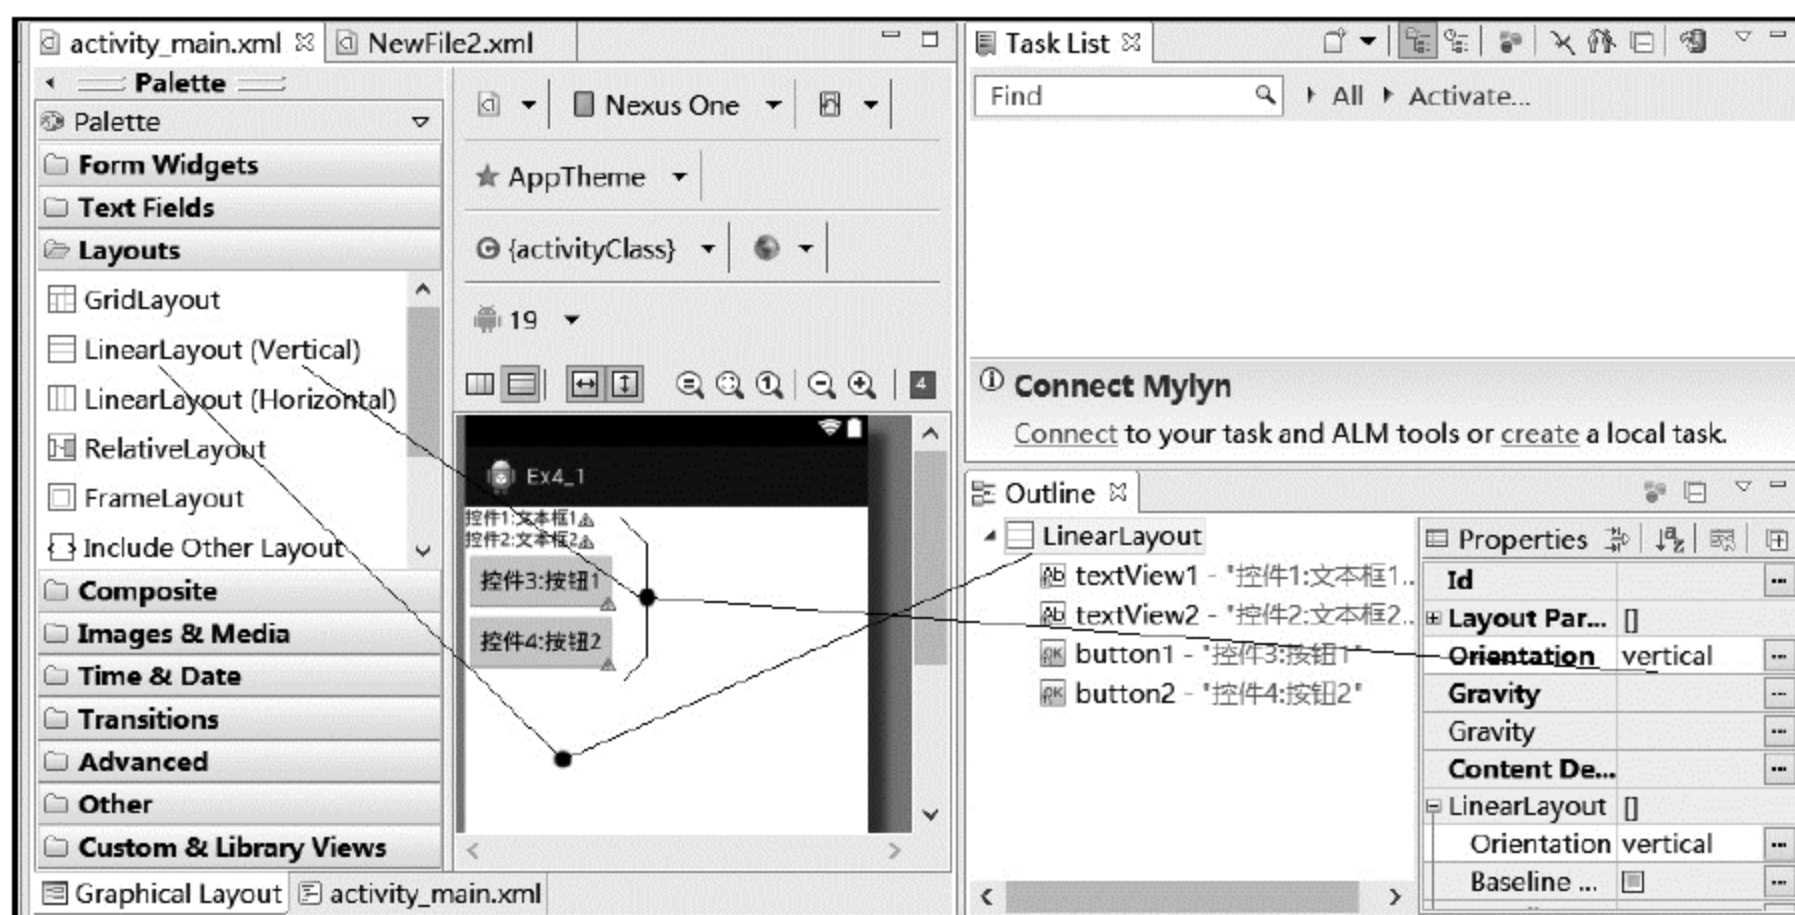 activity_main.xml
NewFile2.xml
Palette
Palette
Form Widgets
Text Fields
Layouts
GridLayout
LinearLayout (Vertical)
LinearLayout (Horizontal)
RelativeLayout
FrameLayout
Include Other Layout
Composite
Images & Media
Time & Date
Transitions
Advanced
Other
Custom & Library Views
Graphical Layout
activity_main.xml
Nexus One
AppTheme
{activityClass}
19
4
Ex4_1
控件1:文本框1
控件2:文本框2
控件3:按钮1
控件4:按钮2
Task List
Find
All
Activate...
Connect Mylyn
Connect to your task and ALM tools or create a local task.
Outline
LinearLayout
textView1 - "控件1:文本框1..
textView2 - "控件2:文本框2..
button1 - "控件3:按钮1"
button2 - "控件4:按钮2"
Properties
Id
Layout Par... []
Orientation vertical
Gravity
Gravity
Content De...
LinearLayout []
Orientation vertical
Baseline ...